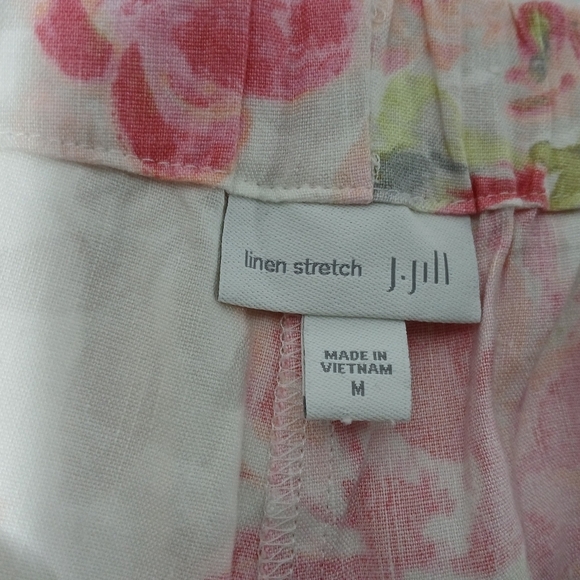 linen stretch J.Jill
MADE IN
VIETNAM
M